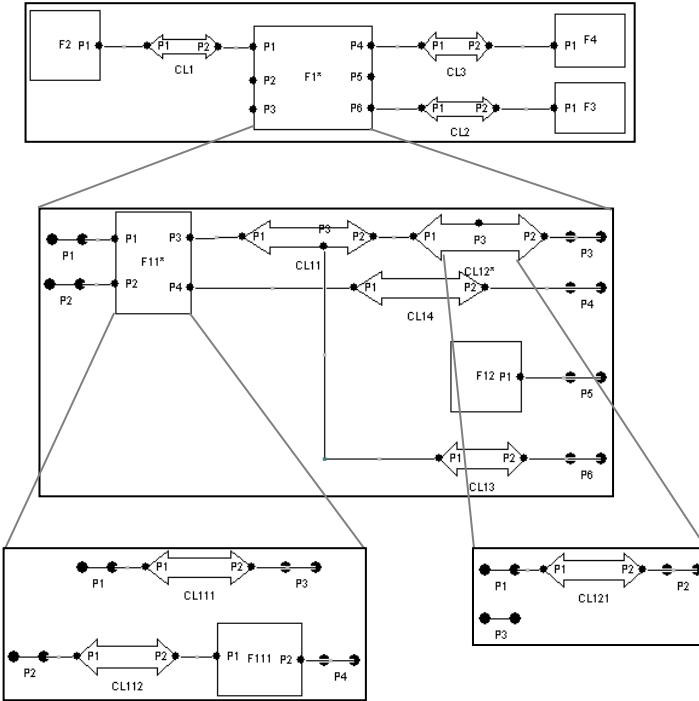 F2 P1 P1 P2 P1 P4 P1 P2 P1 F4
CL1 CL3
P2 F1* P5
P3 P6 P1 P2 P1 F3
CL2
P1 P1 P3 P1 P3 P2 P1 P3 P2 P3
F11* CL11 CL12*
P2 P2 P4 P1 P2 P4
CL14
F12 P1 P5
P1 P2 P6
CL13
P1 P1 P2 P3
CL111
P1 P1 P2 P2
CL121
P3
P2 P1 P2 P1 F111 P2 P4
CL112